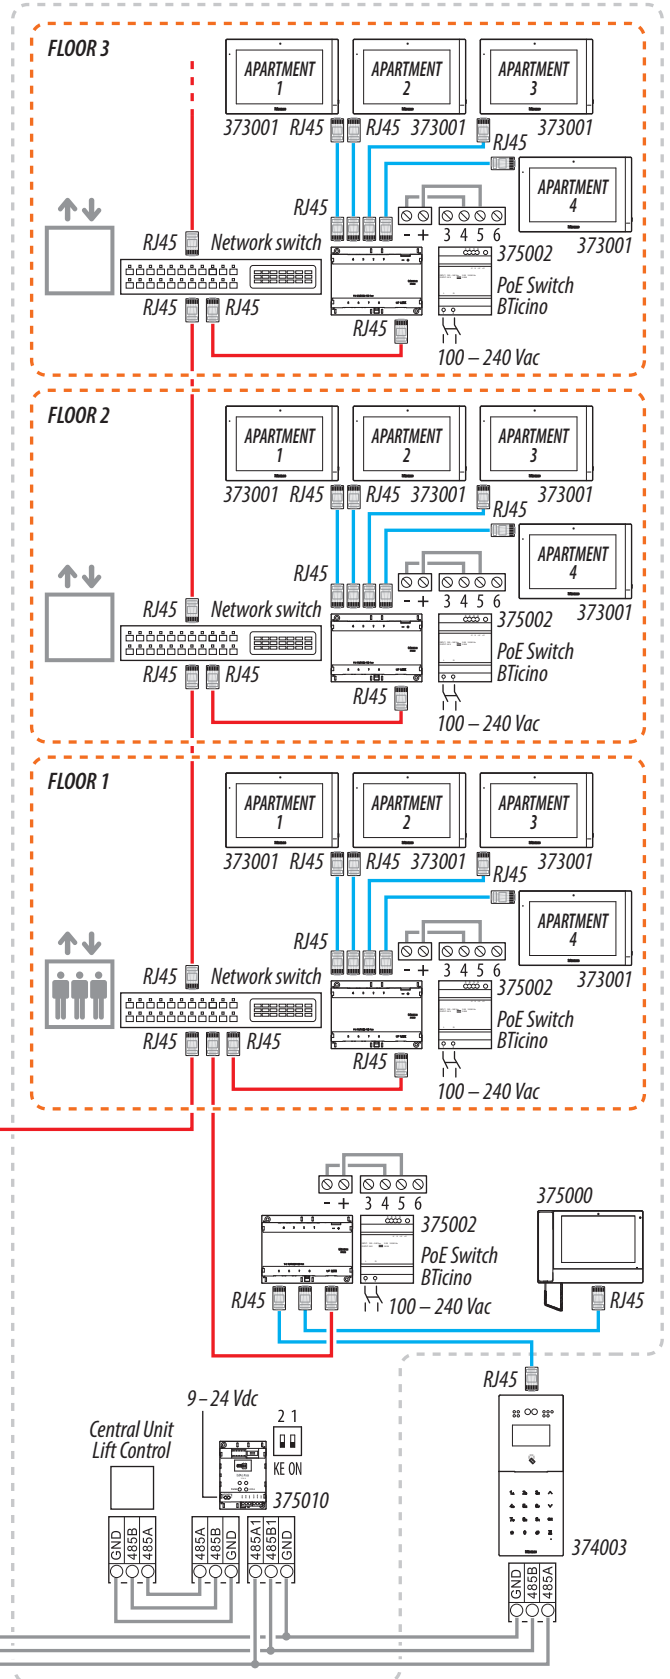 FLOOR 3
APARTMENT
1
APARTMENT
2
APARTMENT
3
373001 RJ45 RJ45 373001 373001
RJ45
APARTMENT
4
373001
RJ45
- + 3 4 5 6
RJ45 Network switch
375002
PoE Switch
BTicino
RJ45 RJ45
RJ45
100 – 240 Vac
FLOOR 2
APARTMENT
1
APARTMENT
2
APARTMENT
3
373001 RJ45 RJ45 373001 373001
RJ45
APARTMENT
4
373001
RJ45
- + 3 4 5 6
RJ45 Network switch
375002
PoE Switch
BTicino
RJ45 RJ45
RJ45
100 – 240 Vac
FLOOR 1
APARTMENT
1
APARTMENT
2
APARTMENT
3
373001 RJ45 RJ45 373001 373001
RJ45
APARTMENT
4
373001
RJ45
- + 3 4 5 6
RJ45 Network switch
375002
PoE Switch
BTicino
RJ45 RJ45
RJ45
100 – 240 Vac
- + 3 4 5 6
375002
PoE Switch
BTicino
375000
RJ45
100 – 240 Vac
RJ45
RJ45
9 – 24 Vdc
2 1
Central Unit
Lift Control
KE ON
375010
374003
GND
485B
485A
485A
485B
GND
485A1
485B1
GND
GND
485B
485A